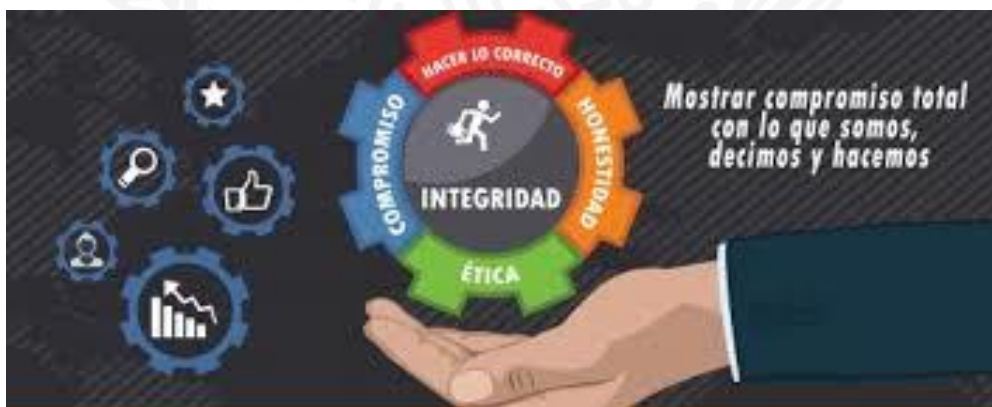 HACER LO CORRECTO
COMPROMISO
HONESTIDAD
INTEGRIDAD
ÉTICA
Mostrar compromiso total
con lo que somos,
decimos y hacemos